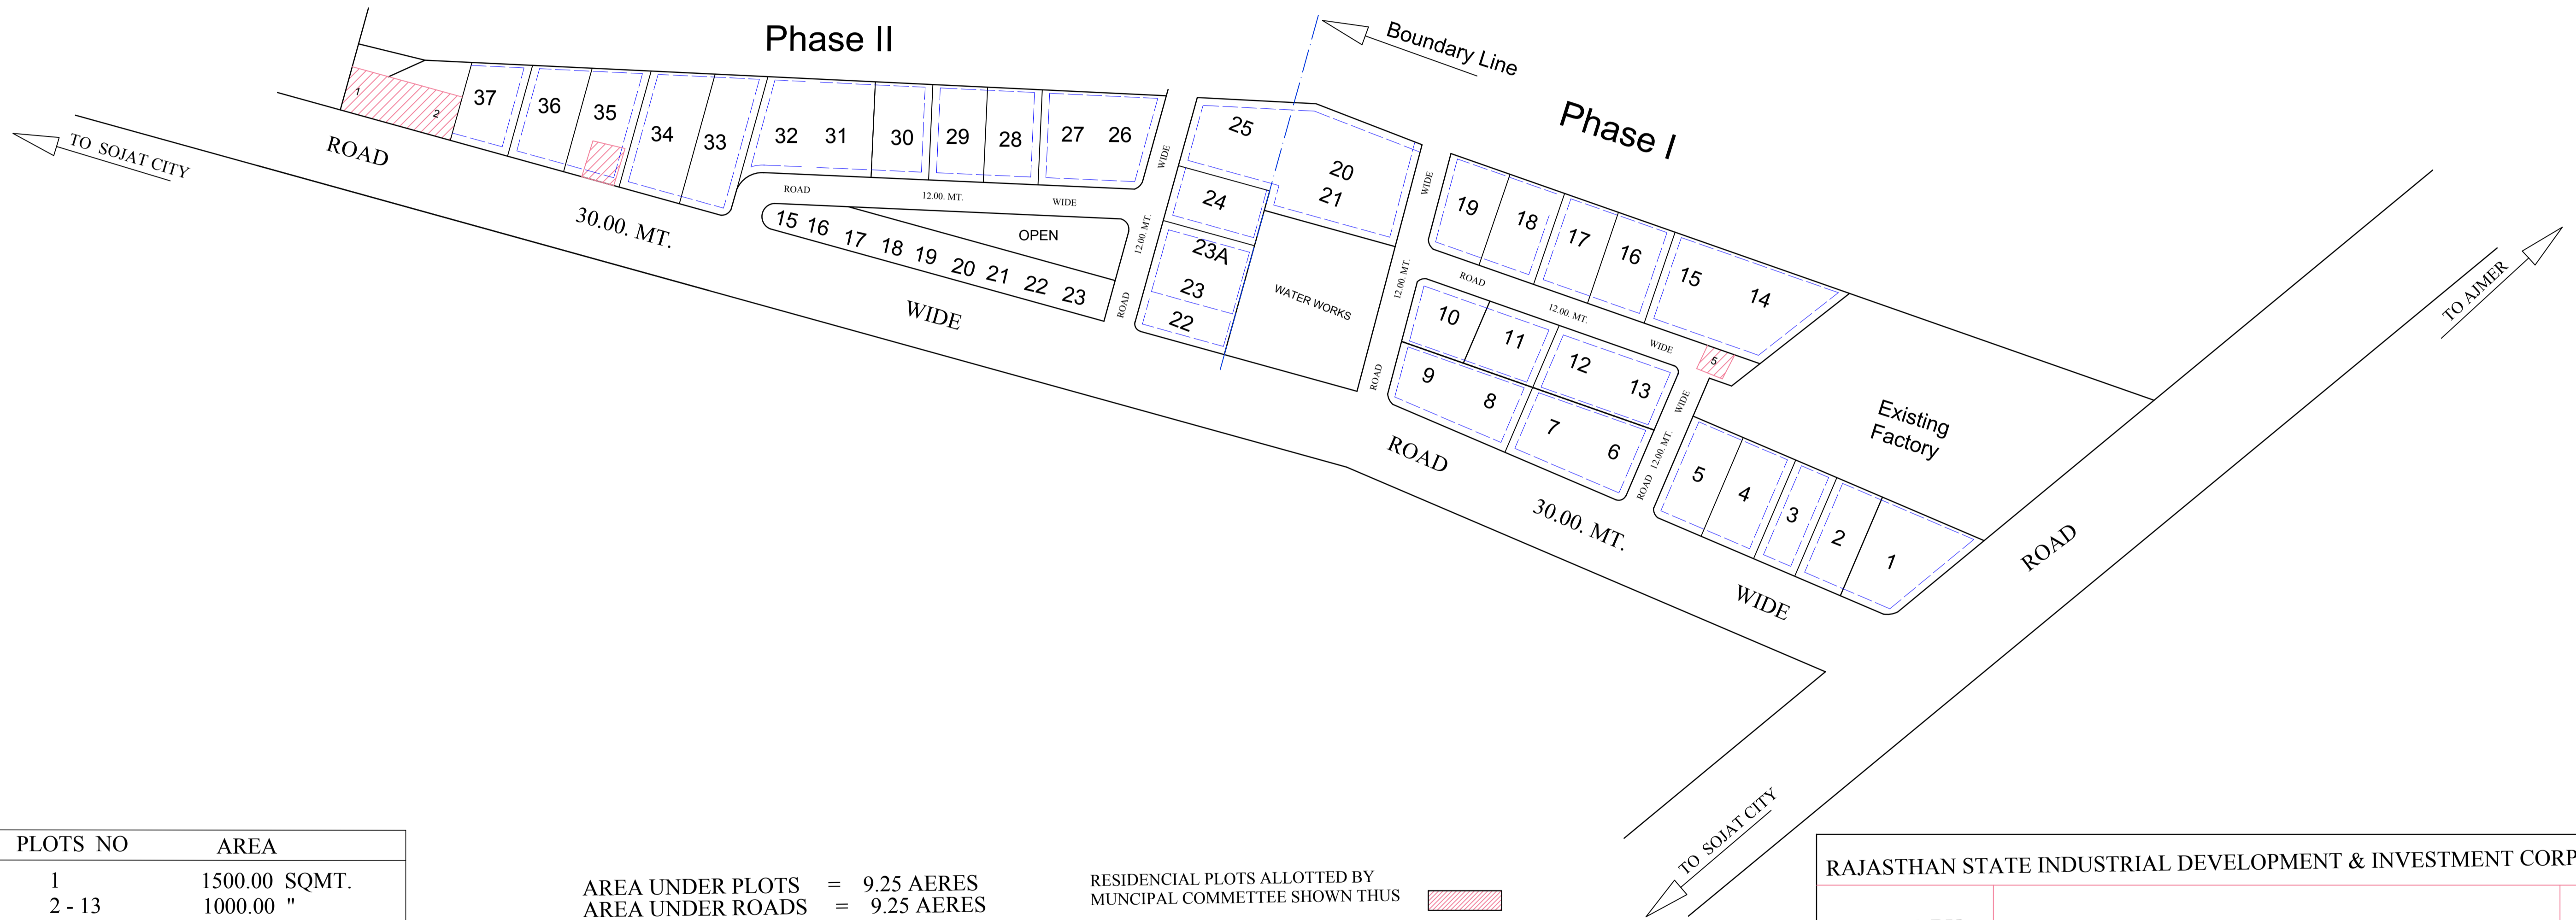 Phase II
Boundary Line
Phase I
TO SOJAT CITY
ROAD
30.00. MT.
WIDE
ROAD
30.00. MT.
WIDE
ROAD
TO AJMER
TO SOJAT CITY
1
2
37
36
35
34
33
32
31
30
29
28
27
26
ROAD
12.00. MT.
WIDE
15
16
17
18
19
20
21
22
23
OPEN
WIDE
12.00. MT.
ROAD
25
24
23A
23
22
20
21
WATER WORKS
WIDE
12.00. MT.
ROAD
19
18
17
16
15
14
ROAD
12.00. MT.
WIDE
5
10
11
12
13
9
8
7
6
WIDE
12.00. MT.
ROAD
5
4
3
2
1
Existing
Factory
PLOTS NO AREA
1 1500.00 SQMT.
2 - 13 1000.00 "
AREA UNDER PLOTS = 9.25 AERES
AREA UNDER ROADS = 9.25 AERES
RESIDENCIAL PLOTS ALLOTTED BY
MUNCIPAL COMMETTEE SHOWN THUS
RAJASTHAN STATE INDUSTRIAL DEVELOPMENT & INVESTMENT CORP